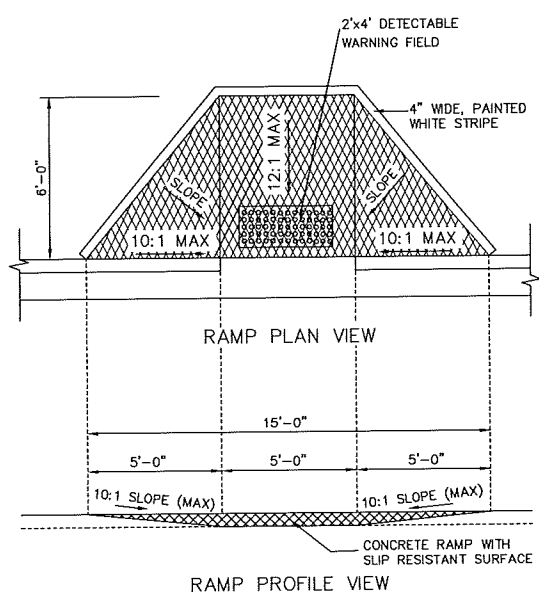 2'x4' DETECTABLE
WARNING FIELD
4" WIDE, PAINTED
WHITE STRIPE
6'-0"
12:1 MAX
SLOPE
SLOPE
10:1 MAX
10:1 MAX
RAMP PLAN VIEW
15'-0"
5'-0"
5'-0"
5'-0"
10:1 SLOPE (MAX)
10:1 SLOPE (MAX)
CONCRETE RAMP WITH
SLIP RESISTANT SURFACE
RAMP PROFILE VIEW